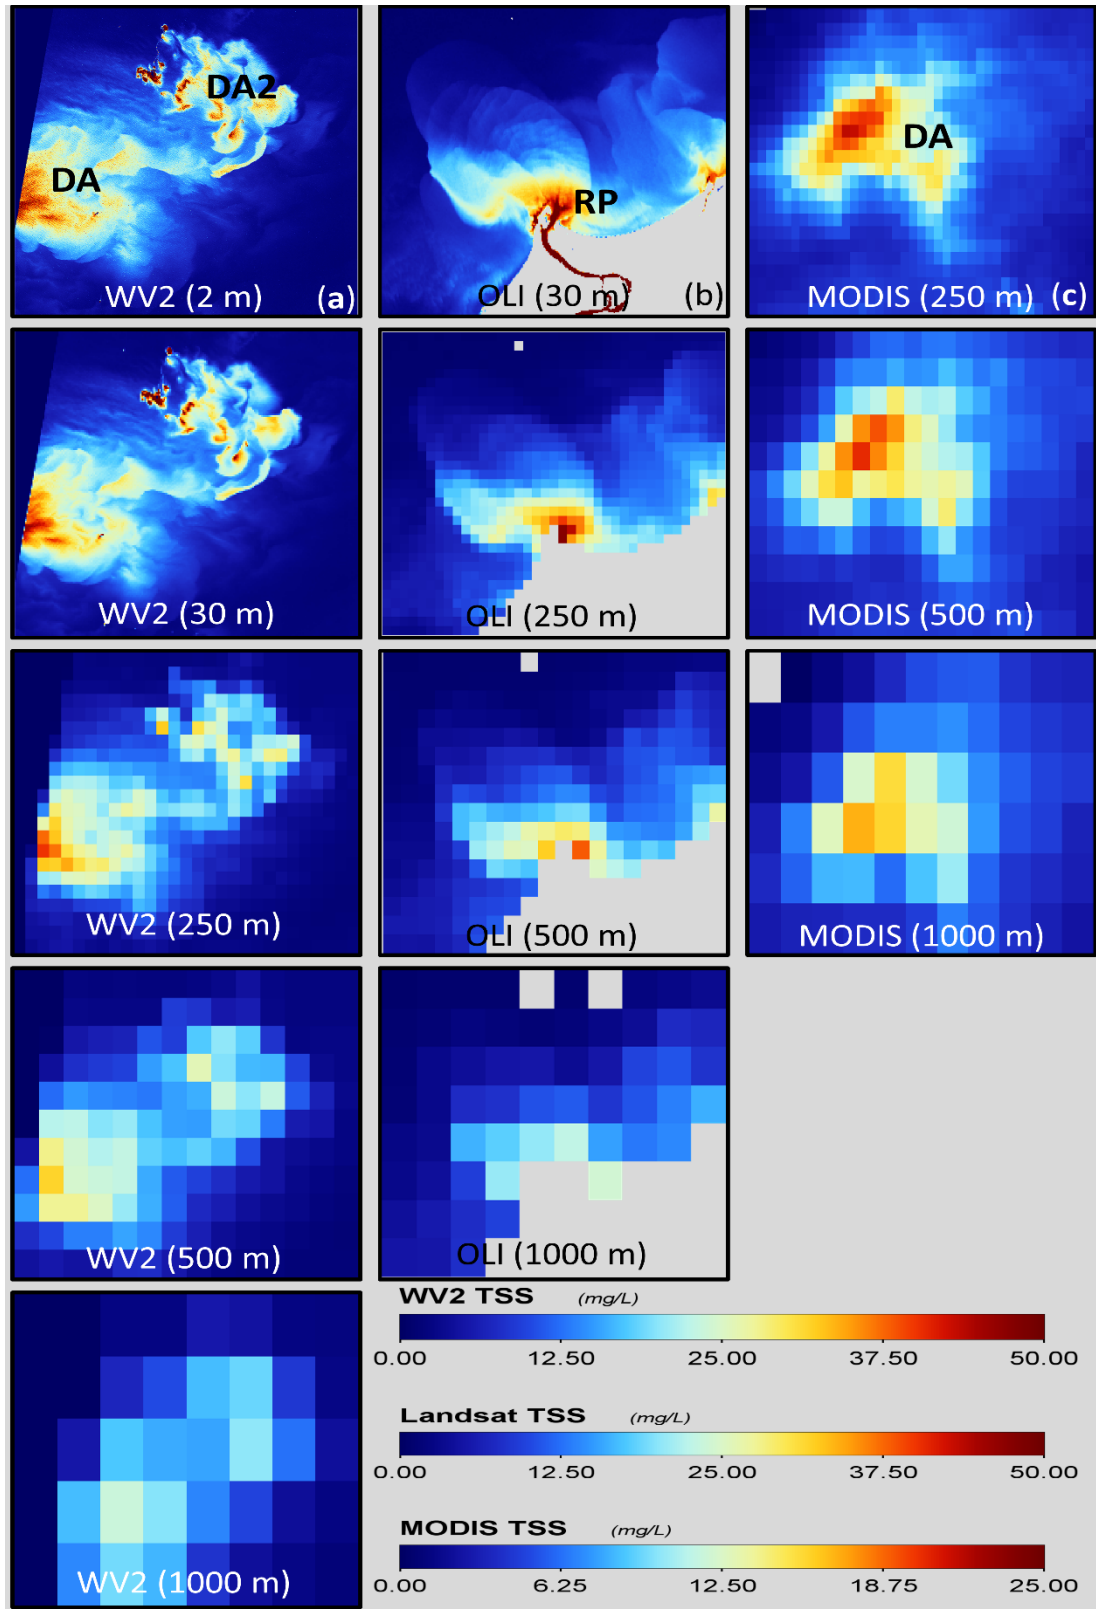 DA2
DA
WV2 (2 m) (a)
RP
OLI (30 m) (b)
DA
MODIS (250 m) (c)
WV2 (30 m)
OLI (250 m)
MODIS (500 m)
WV2 (250 m)
OLI (500 m)
MODIS (1000 m)
WV2 (500 m)
OLI (1000 m)
WV2 (1000 m)
WV2 TSS (mg/L)
0.00 12.50 25.00 37.50 50.00
Landsat TSS (mg/L)
0.00 12.50 25.00 37.50 50.00
MODIS TSS (mg/L)
0.00 6.25 12.50 18.75 25.00